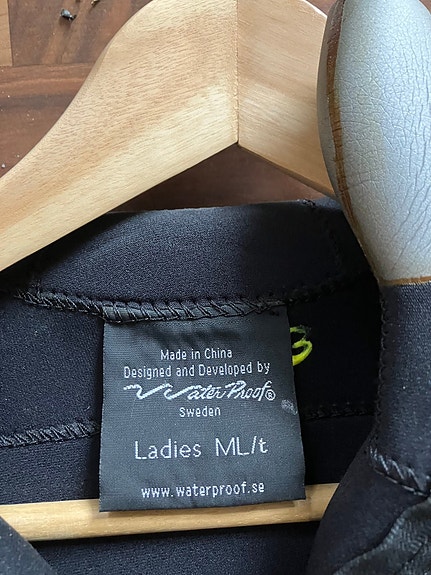 Made in China
Designed and Developed by
WaterProof®
Sweden
Ladies ML/t
www.waterproof.se